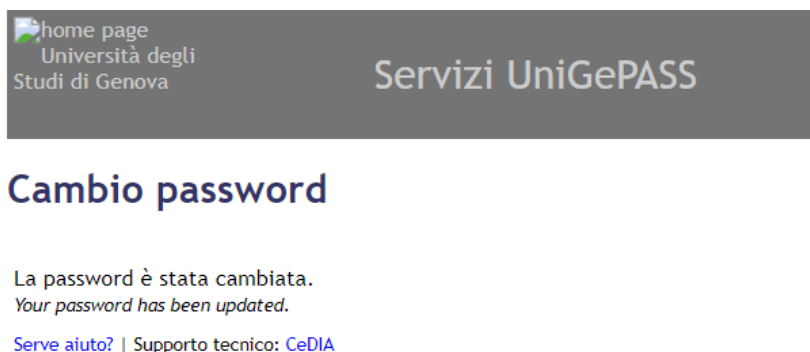 home page
Università degli
Studi di Genova
Servizi UniGePASS
Cambio password
La password è stata cambiata.
Your password has been updated.
Serve aiuto? | Supporto tecnico: CeDIA